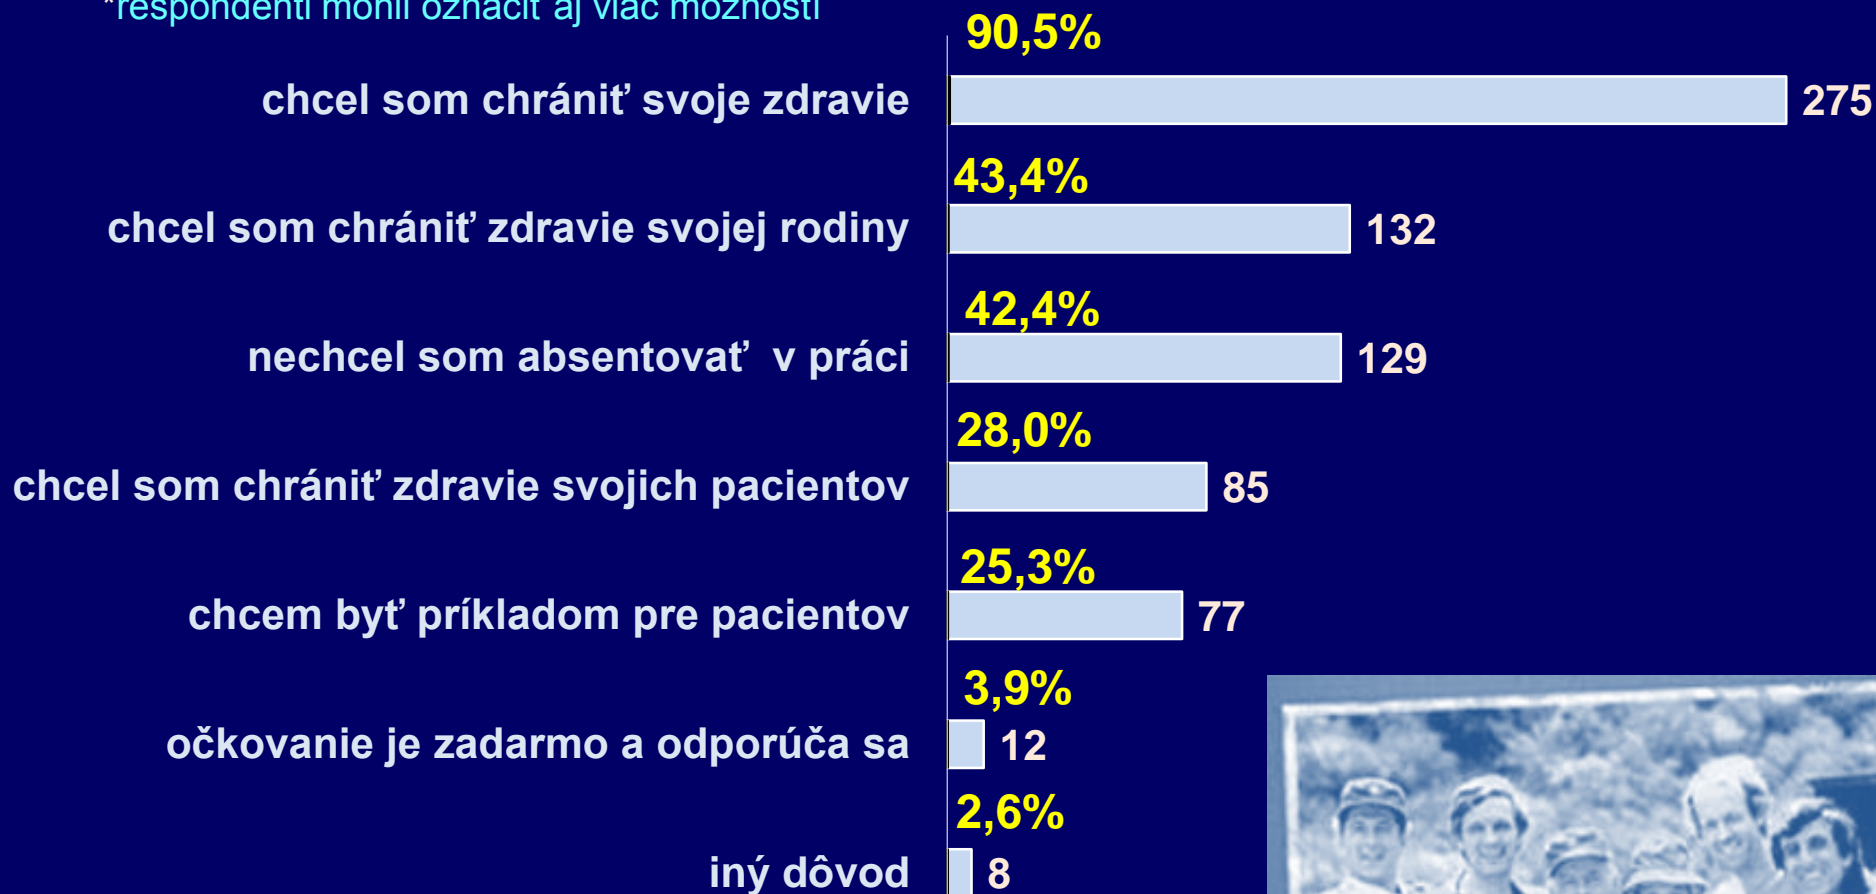 *respondenti mohli označiť aj viac možností
90,5%
chcel som chrániť svoje zdravie 275
43,4%
chcel som chrániť zdravie svojej rodiny 132
42,4%
nechcel som absentovať  v práci 129
28,0%
chcel som chrániť zdravie svojich pacientov 85
25,3%
chcem byť príkladom pre pacientov 77
3,9%
očkovanie je zadarmo a odporúča sa 12
2,6%
iný dôvod 8